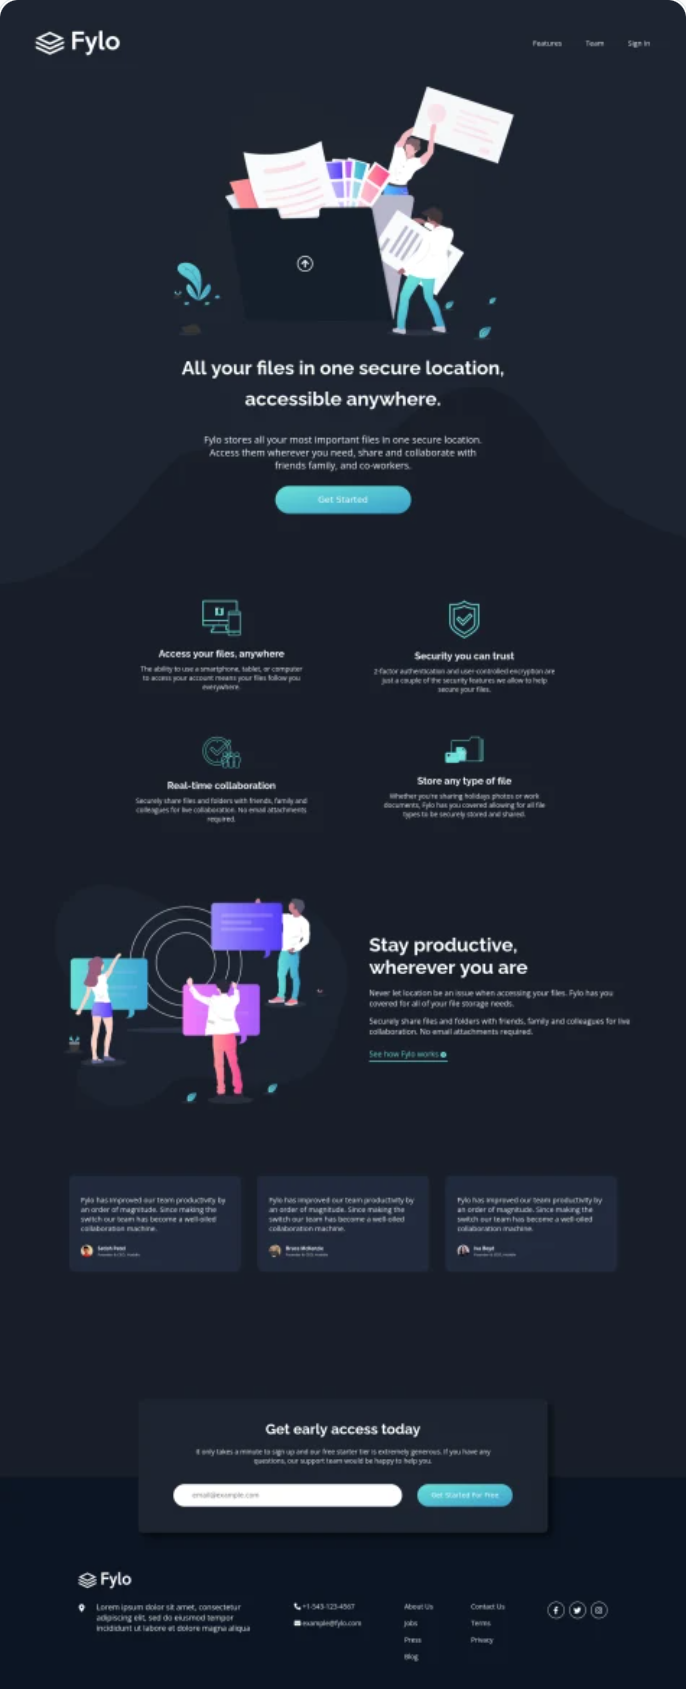 Fylo
Features Team Sign In
All your files in one secure location,
accessible anywhere.
Fylo stores all your most important files in one secure location.
Access them wherever you need, share and collaborate with
friends family, and co-workers.
Get Started
Access your files, anywhere
The ability to use a smartphone, tablet, or computer
to access your account means your files follow you
everywhere.
Security you can trust
2-factor authentication and user-controlled encryption are
just a couple of the security features we allow to help
secure your files.
Real-time collaboration
Securely share files and folders with friends, family and
colleagues for live collaboration. No email attachments
required.
Store any type of file
Whether you're sharing holidays photos or work
documents, Fylo has you covered allowing for all file
types to be securely stored and shared.
Stay productive,
wherever you are
Never let location be an issue when accessing your files. Fylo has you
covered for all of your file storage needs.
Securely share files and folders with friends, family and colleagues for live
collaboration. No email attachments required.
See how Fylo works
Fylo has improved our team productivity by
an order of magnitude. Since making the
switch our team has become a well-oiled
collaboration machine.
Satish Patel
Founder & CEO, Huddle
Fylo has improved our team productivity by
an order of magnitude. Since making the
switch our team has become a well-oiled
collaboration machine.
Bruce McKenzie
Founder & CEO, Huddle
Fylo has improved our team productivity by
an order of magnitude. Since making the
switch our team has become a well-oiled
collaboration machine.
Iva Boyd
Founder & CEO, Huddle
Get early access today
It only takes a minute to sign up and our free starter tier is extremely generous. If you have any
questions, our support team would be happy to help you.
email@example.com
Get Started For Free
Fylo
Lorem ipsum dolor sit amet, consectetur
adipiscing elit, sed do eiusmod tempor
incididunt ut labore et dolore magna aliqua
+1-543-123-4567
example@fylo.com
About Us
Jobs
Press
Blog
Contact Us
Terms
Privacy